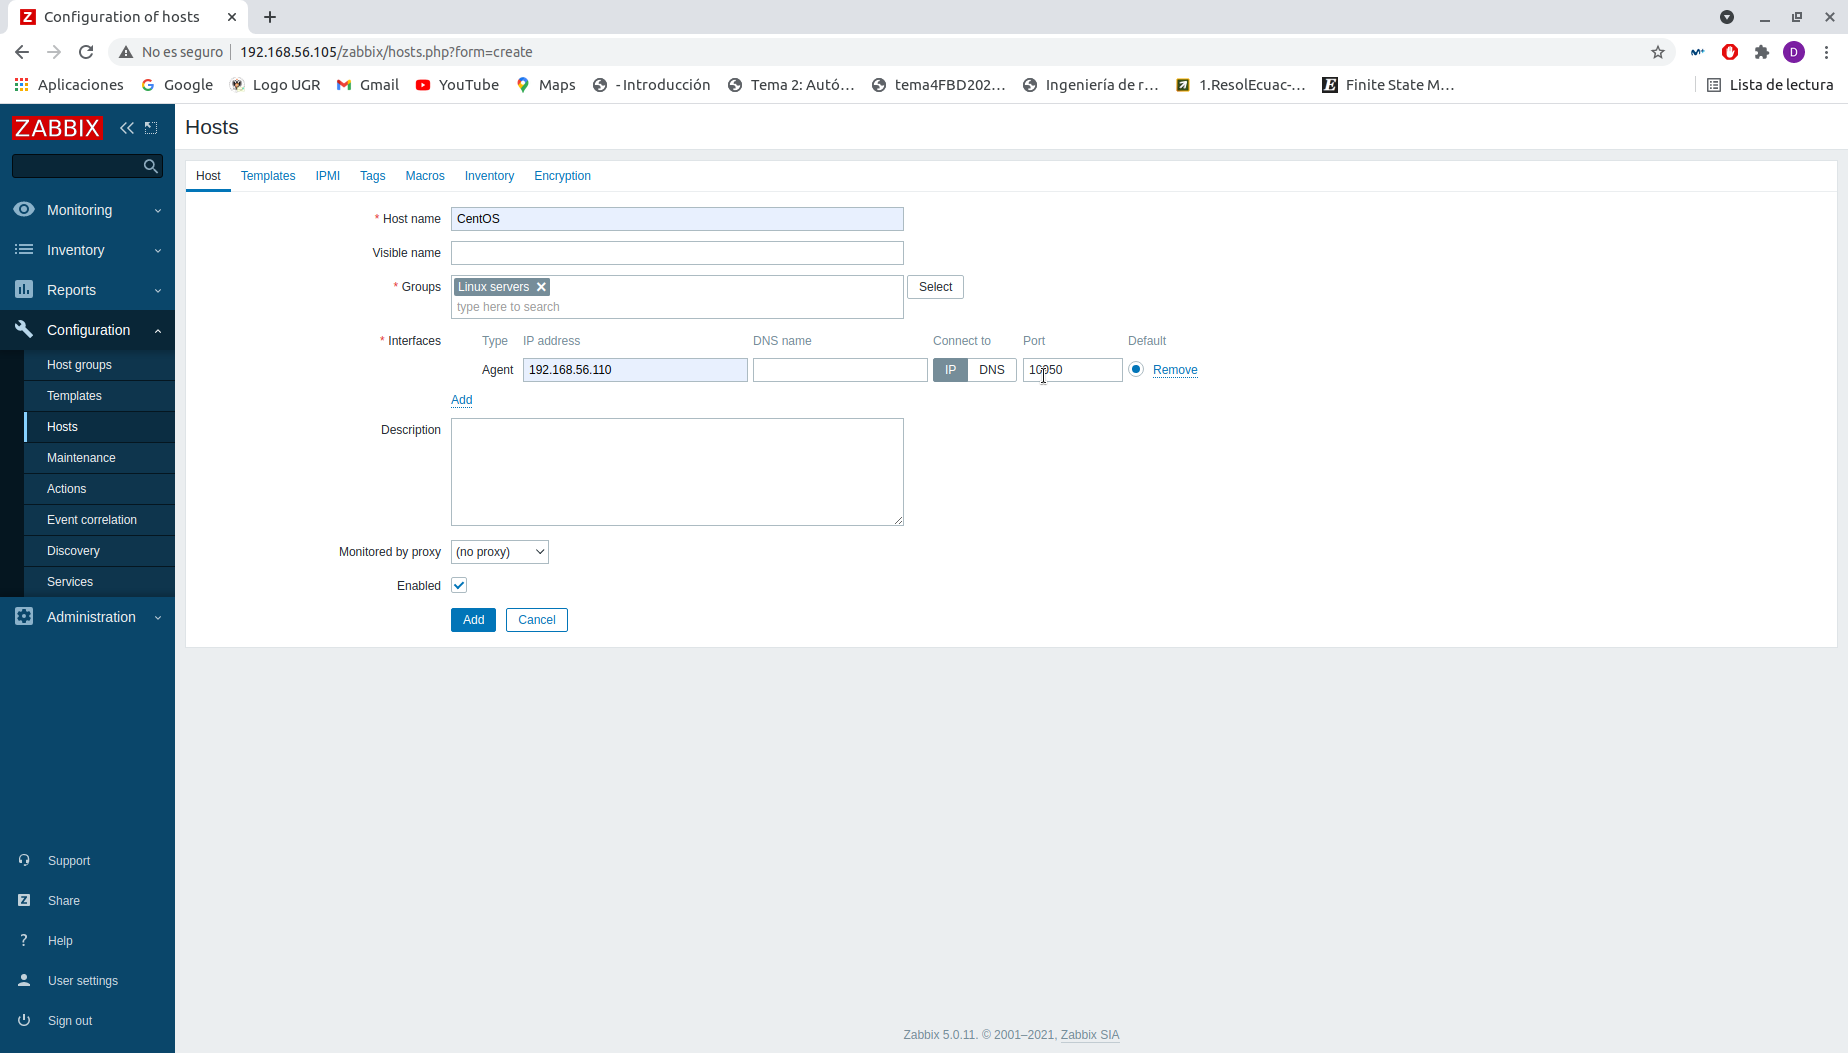 Configuration of hosts
No es seguro 192.168.56.105/zabbix/hosts.php?form=create
D
Aplicaciones Google Logo UGR Gmail YouTube Maps - Introducción Tema 2: Autó... tema4FBD202... Ingeniería de r... 1.ResolEcuac-... Finite State M... Lista de lectura
ZABBIX
Monitoring
Inventory
Reports
Configuration
Host groups
Templates
Hosts
Maintenance
Actions
Event correlation
Discovery
Services
Administration
Support
Share
Help
User settings
Sign out
Hosts
Host Templates IPMI Tags Macros Inventory Encryption
* Host name CentOS
Visible name
* Groups Linux servers Select
type here to search
* Interfaces Type IP address DNS name Connect to Port Default
Agent 192.168.56.110 IP DNS 10050 Remove
Add
Description
Monitored by proxy (no proxy)
Enabled
Add Cancel
Zabbix 5.0.11. © 2001–2021, Zabbix SIA